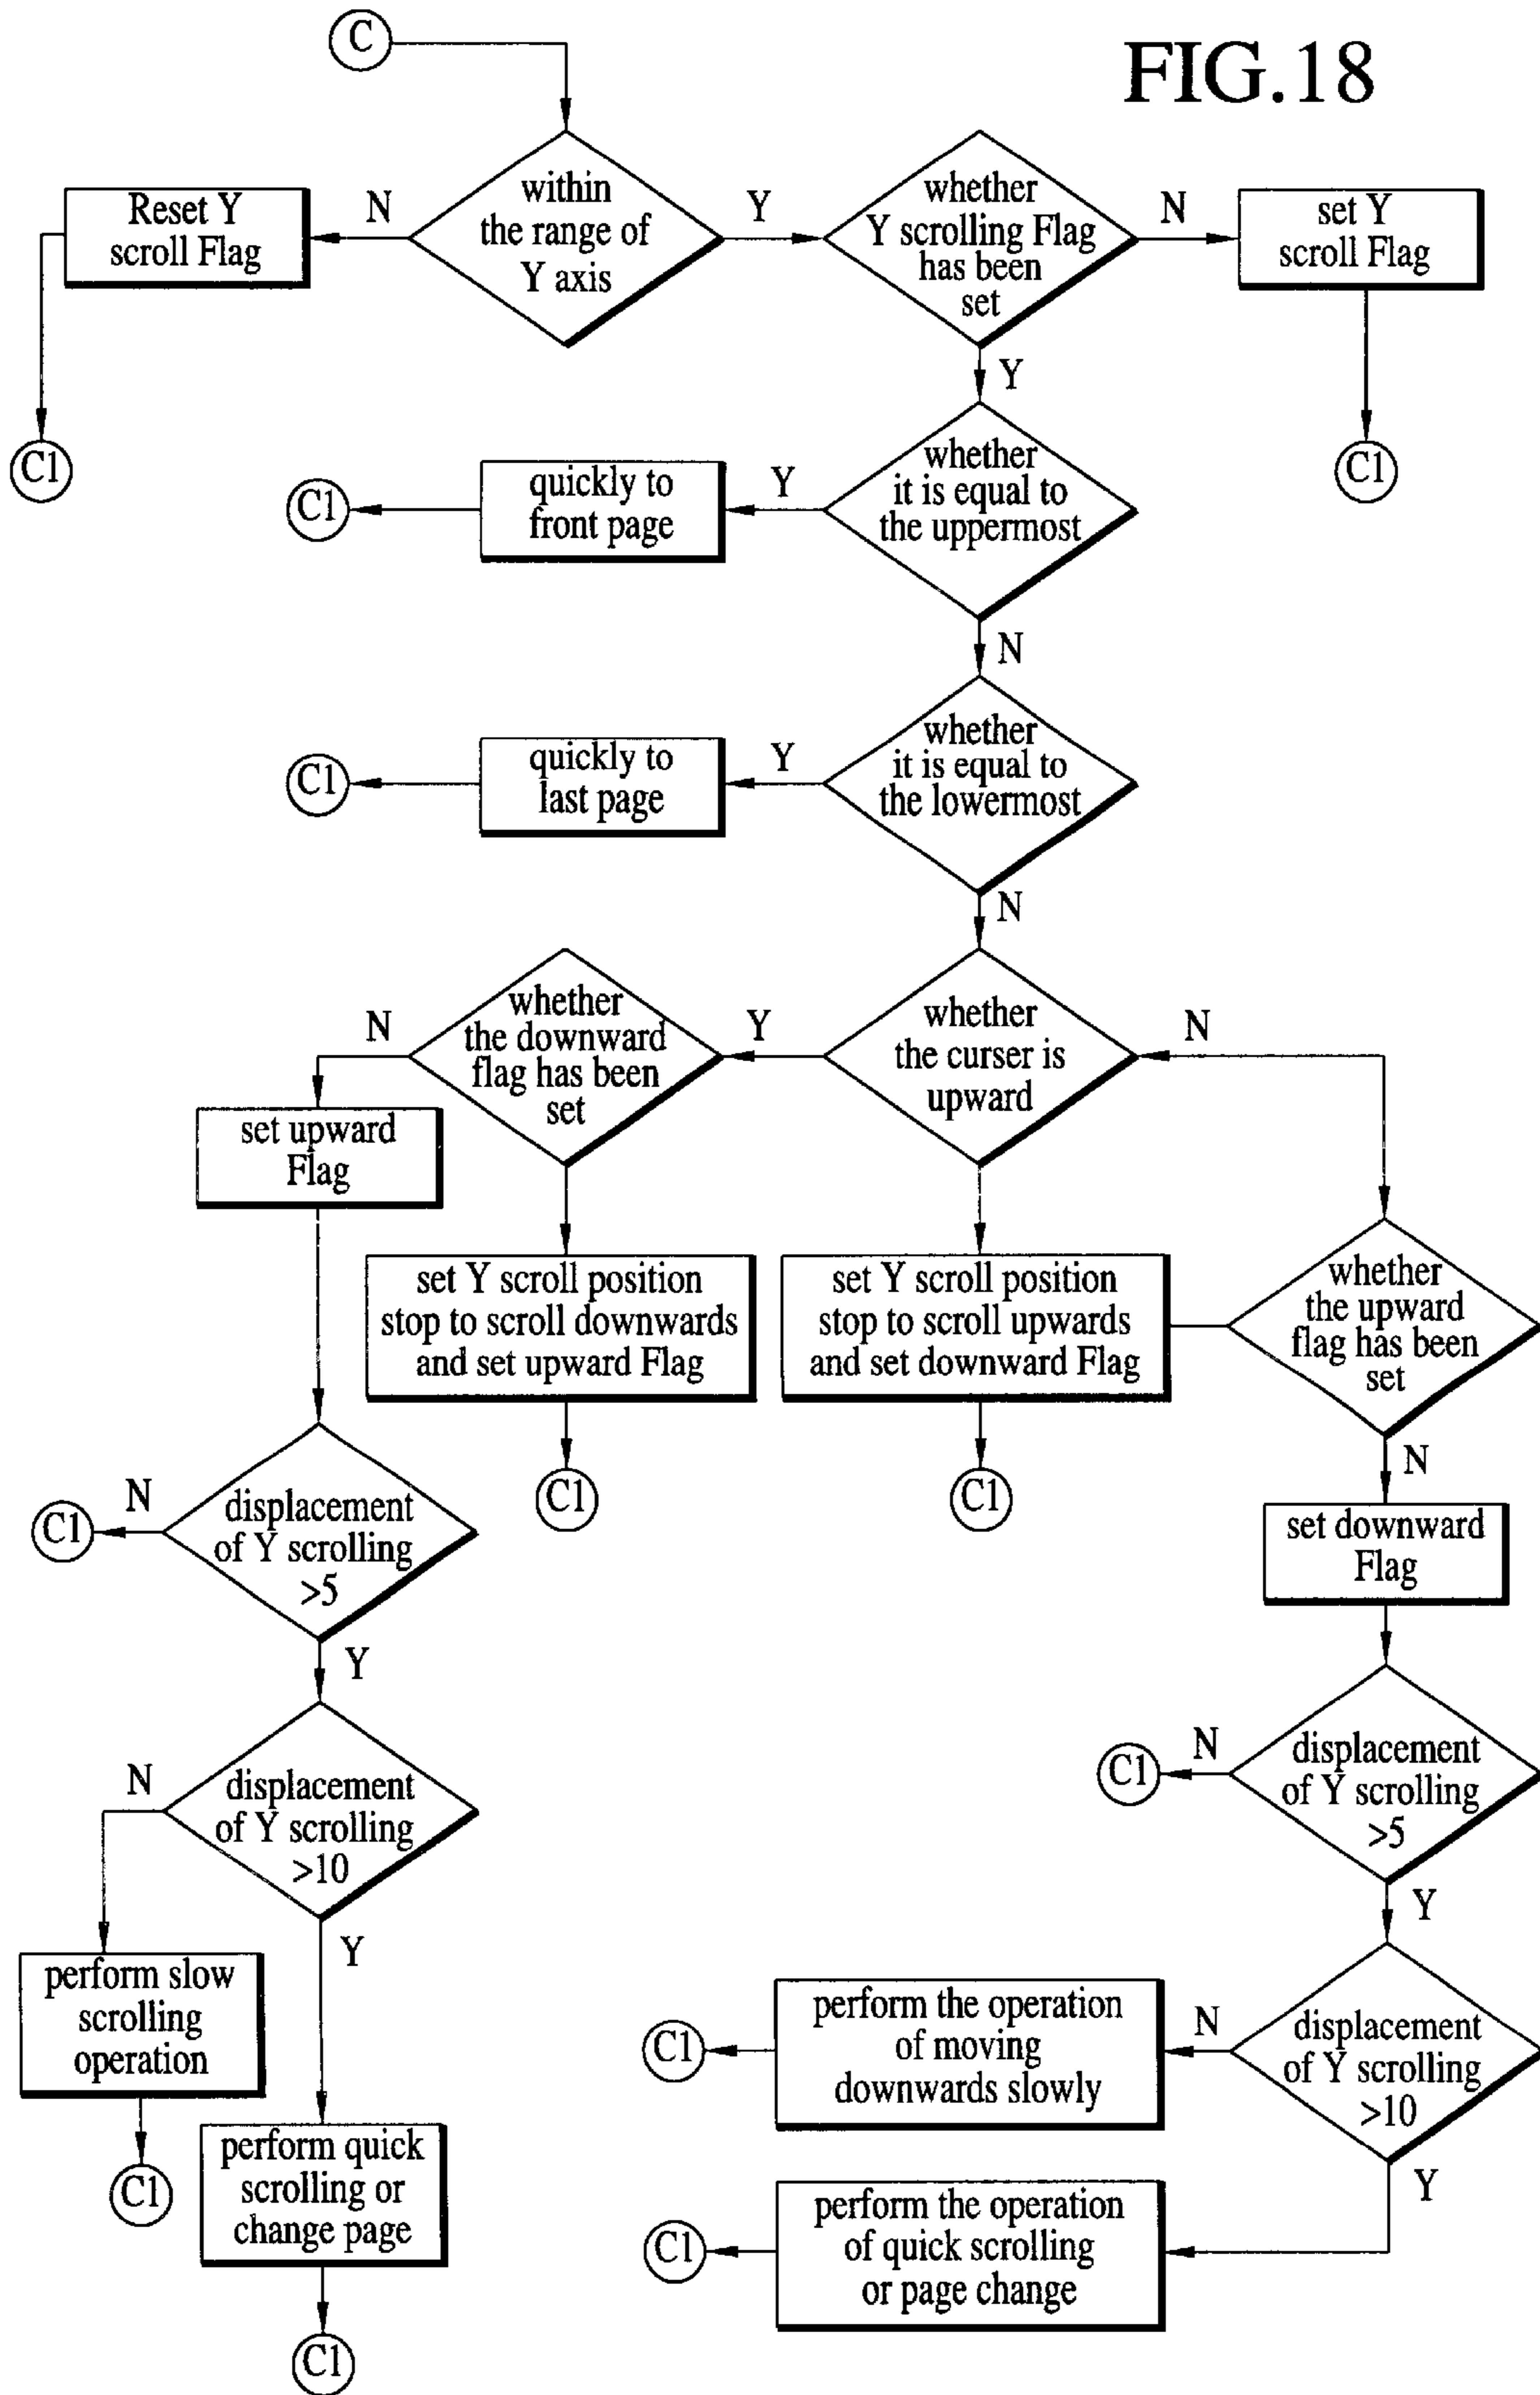 C
FIG.18
Reset Y
scroll Flag
N
within
the range of
Y axis
Y
whether
Y scrolling Flag
has been
set
N
set Y
scroll Flag
C1
Y
C1
C1
quickly to
front page
Y
whether
it is equal to
the uppermost
N
C1
quickly to
last page
Y
whether
it is equal to
the lowermost
N
N
whether
the downward
flag has been
set
Y
whether
the curser is
upward
N
set upward
Flag
set Y scroll position
stop to scroll downwards
and set upward Flag
set Y scroll position
stop to scroll upwards
and set downward Flag
whether
the upward
flag has been
set
C1
C1
N
C1
N
displacement
of Y scrolling
>5
Y
set downward
Flag
N
displacement
of Y scrolling
>10
Y
C1
N
displacement
of Y scrolling
>5
Y
perform slow
scrolling
operation
C1
perform quick
scrolling or
change page
C1
C1
perform the operation
of moving
downwards slowly
N
displacement
of Y scrolling
>10
Y
C1
perform the operation
of quick scrolling
or page change